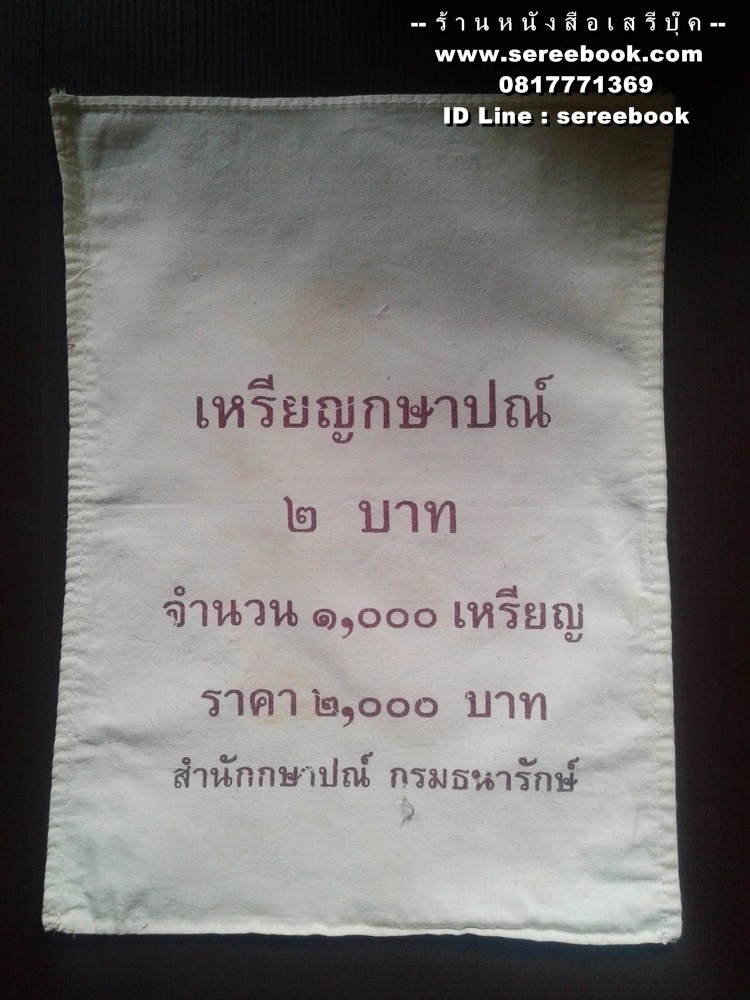 -- ร้ า น ห นั ง สื อ เ ส รี บุ๊ ค --
www.sereebook.com
0817771369
ID Line : sereebook
เหรียญกษาปณ์
๒ บาท
จำนวน ๑,๐๐๐ เหรียญ
ราคา ๒,๐๐๐ บาท
สำนักกษาปณ์ กรมธนารักษ์